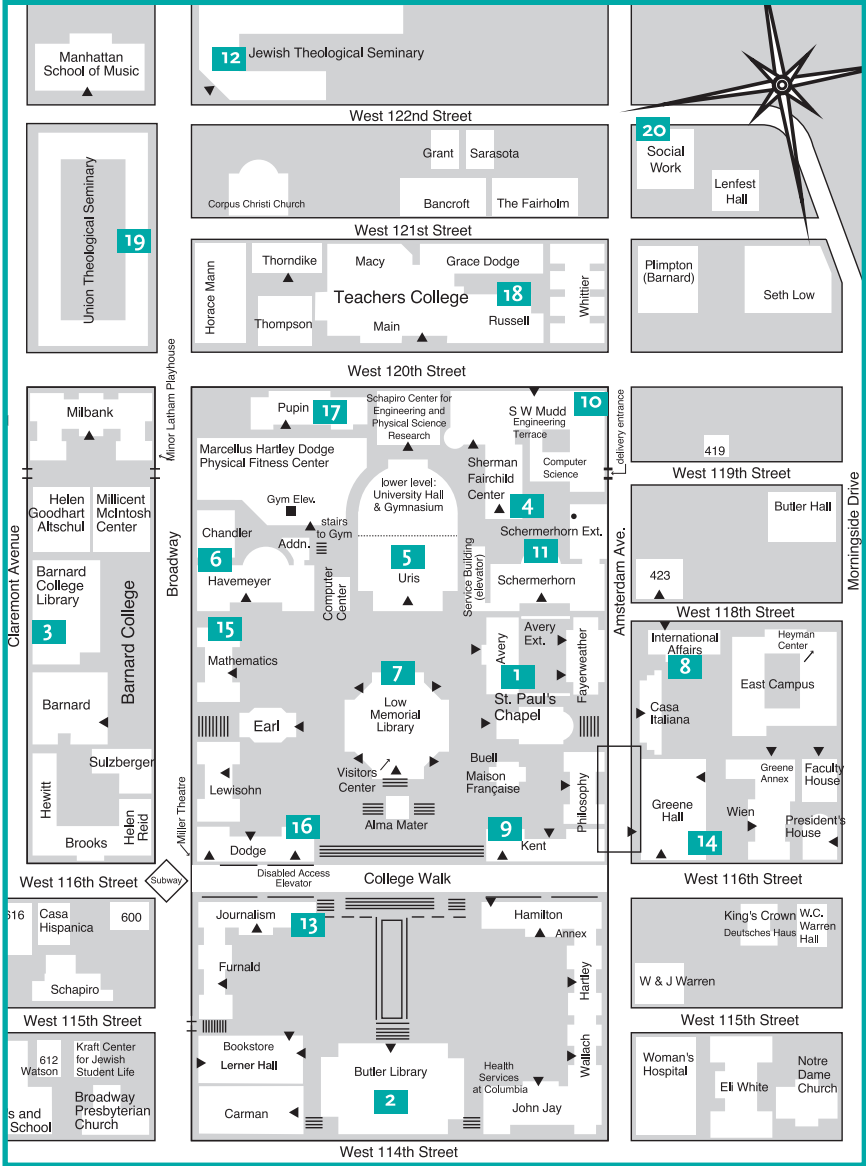 Manhattan
School of Music
12
Jewish Theological Seminary
West 122nd Street
20
Social
Work
Lenfest
Hall
Grant
Sarasota
Corpus Christi Church
Bancroft
The Fairholm
West 121st Street
19
Union Theological Seminary
Horace Mann
Thorndike
Macy
Grace Dodge
Teachers College
18
Thompson
Main
Russell
Whittier
Plimpton
(Barnard)
Seth Low
West 120th Street
Minor Latham Playhouse
Milbank
Pupin
17
Schapiro Center for
Engineering and
Physical Science
Research
S W Mudd
Engineering
Terrace
10
delivery entrance
419
West 119th Street
Marcellus Hartley Dodge
Physical Fitness Center
Sherman
Fairchild
Center
4
Computer
Science
Helen
Goodhart
Altschul
Millicent
McIntosh
Center
lower level:
University Hall
& Gymnasium
Gym Elev.
stairs
to Gym
Chandler
Addn.
Schermerhorn Ext.
Butler Hall
Claremont Avenue
Broadway
Amsterdam Ave.
Morningside Drive
6
Havemeyer
Computer
Center
5
Uris
Service Building
(elevator)
11
Schermerhorn
423
West 118th Street
Barnard
College
Library
3
Barnard College
15
Mathematics
Avery
Avery
Ext.
1
Fayerweather
International
Affairs
8
Heyman
Center
East Campus
7
Low
Memorial
Library
St. Paul's
Chapel
Casa
Italiana
Barnard
Earl
Sulzberger
Lewisohn
Visitors
Center
Buell
Maison
Française
Philosophy
Greene
Annex
Faculty
House
Hewitt
Helen
Reid
Brooks
Miller Theatre
Alma Mater
Greene
Hall
14
Wien
President's
House
16
Dodge
9
Kent
West 116th Street
Subway
Disabled Access
Elevator
College Walk
West 116th Street
616
Casa
Hispanica
600
Journalism
13
Hamilton
Annex
King's Crown
Deutsches Haus
W.C.
Warren
Hall
Schapiro
Furnald
Hartley
W & J Warren
West 115th Street
West 115th Street
612
Watson
Kraft Center
for Jewish
Student Life
Bookstore
Lerner Hall
Butler Library
2
Health
Services
at Columbia
Wallach
Woman's
Hospital
Eli White
Notre
Dame
Church
s and
School
Broadway
Presbyterian
Church
Carman
John Jay
West 114th Street